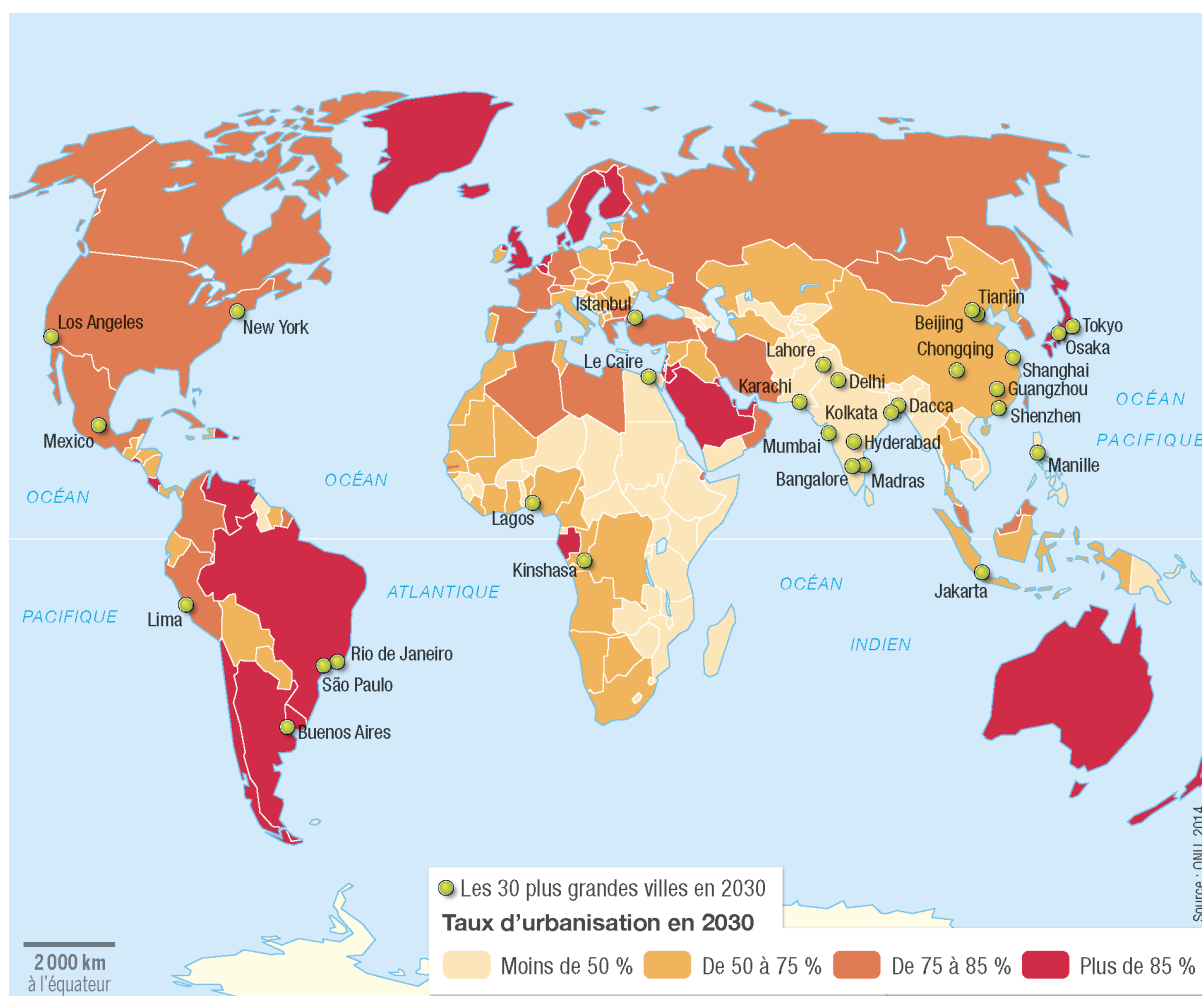 Los Angeles
New York
Mexico
Istanbul
Le Caire
Lahore
Karachi
Delhi
Kolkata
Dacca
Mumbai
Hyderabad
Bangalore
Madras
Tianjin
Beijing
Chongqing
Tokyo
Osaka
Shanghai
Guangzhou
Shenzhen
Manille
OCÉAN
PACIFIQUE
OCÉAN
PACIFIQUE
OCÉAN
ATLANTIQUE
OCÉAN
INDIEN
Lagos
Kinshasa
Jakarta
Lima
Rio de Janeiro
São Paulo
Buenos Aires
Source : ONU, 2014
Les 30 plus grandes villes en 2030
Taux d'urbanisation en 2030
Moins de 50 %
De 50 à 75 %
De 75 à 85 %
Plus de 85 %
2 000 km
à l'équateur